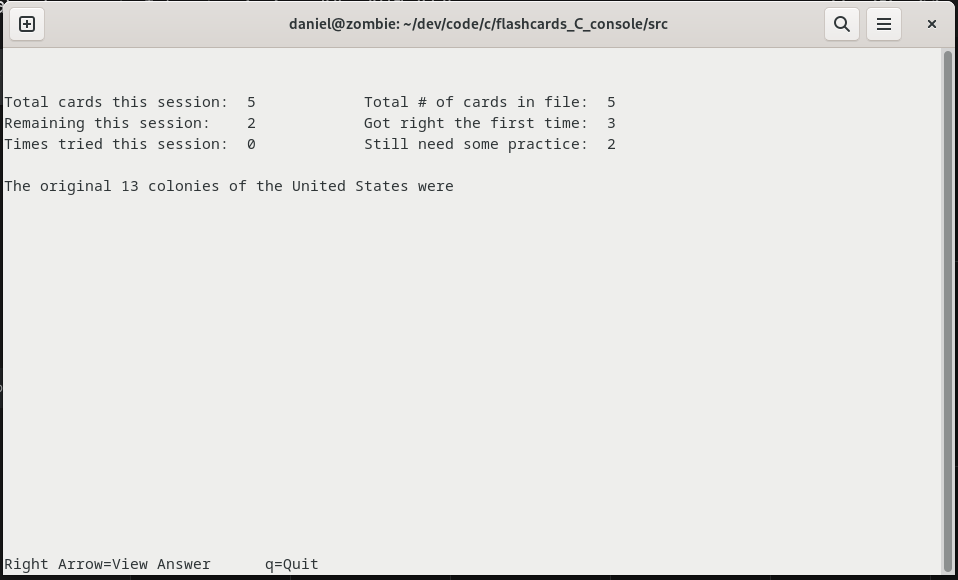 daniel@zombie: ~/dev/code/c/flashcards_C_console/src
Total cards this session:  5            Total # of cards in file:  5
Remaining this session:    2            Got right the first time:  3
Times tried this session:  0            Still need some practice:  2
The original 13 colonies of the United States were
Right Arrow=View Answer      q=Quit